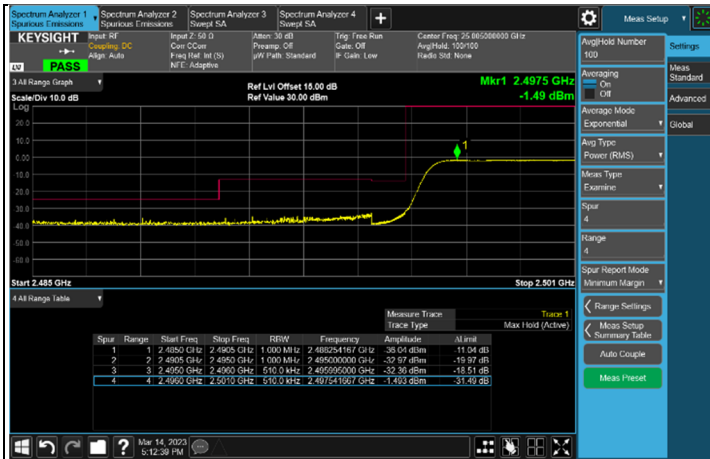 Spectrum Analyzer 1 Spectrum Analyzer 2 Spectrum Analyzer 3 Spectrum Analyzer 4 Meas Setup
Spurious Emissions Spurious Emissions Swept SA Swept SA
KEYSIGHT Input: RF Input Z: 50 Ω Atten: 30 dB Trig: Free Run Center Freq: 25.005000000 GHz
Coupling: DC Corr CCorr Preamp: Off Gate: Off Avg|Hold: 100/100
Align: Auto Freq Ref: Int (S) µW Path: Standard IF Gain: Low Radio Std: None
NFE: Adaptive
LXI PASS
3 All Range Graph
Scale/Div 10.0 dB
Ref Lvl Offset 15.00 dB
Ref Value 30.00 dBm
Mkr1 2.4975 GHz
-1.49 dBm
Log
20.0
10.0
0.00
-10.0
-20.0
-30.0
-40.0
-50.0
-60.0
1
Start 2.485 GHz Stop 2.501 GHz
4 All Range Table
Measure Trace Trace 1
Trace Type Max Hold (Active)
Spur Range Start Freq Stop Freq RBW Frequency Amplitude ΔLimit
1 1 2.4850 GHz 2.4905 GHz 1.000 MHz 2.488254167 GHz -36.04 dBm -11.04 dB
2 2 2.4905 GHz 2.4950 GHz 1.000 MHz 2.495000000 GHz -32.97 dBm -19.97 dB
3 3 2.4950 GHz 2.4960 GHz 510.0 kHz 2.495995000 GHz -32.36 dBm -18.51 dB
4 4 2.4960 GHz 2.5010 GHz 510.0 kHz 2.497541667 GHz -1.493 dBm -31.49 dB
Mar 14, 2023
5:12:39 PM
Avg|Hold Number
100
Averaging
On
Off
Average Mode
Exponential
Avg Type
Power (RMS)
Meas Type
Examine
Spur
4
Range
4
Spur Report Mode
Minimum Margin
Range Settings
Meas Setup
Summary Table
Auto Couple
Meas Preset
Settings
Meas
Standard
Advanced
Global